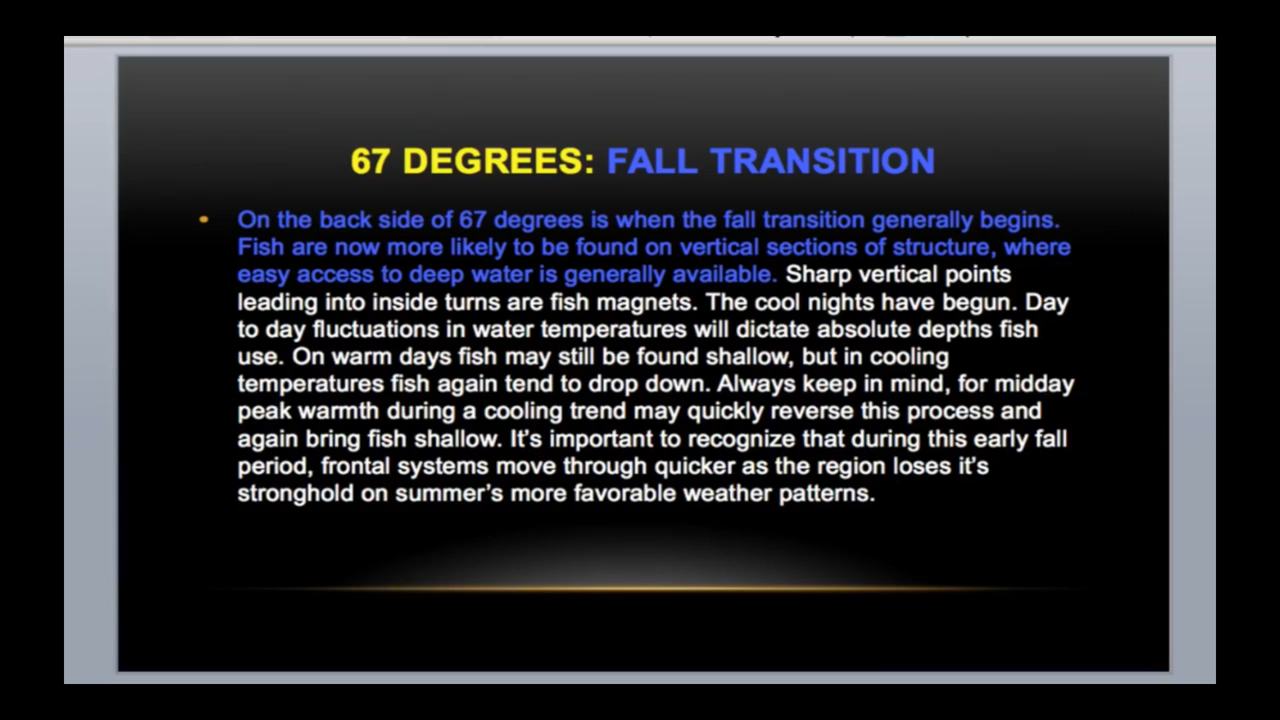 67 DEGREES: FALL TRANSITION
• On the back side of 67 degrees is when the fall transition generally begins.
Fish are now more likely to be found on vertical sections of structure, where
easy access to deep water is generally available. Sharp vertical points
leading into inside turns are fish magnets. The cool nights have begun. Day
to day fluctuations in water temperatures will dictate absolute depths fish
use. On warm days fish may still be found shallow, but in cooling
temperatures fish again tend to drop down. Always keep in mind, for midday
peak warmth during a cooling trend may quickly reverse this process and
again bring fish shallow. It’s important to recognize that during this early fall
period, frontal systems move through quicker as the region loses it’s
stronghold on summer’s more favorable weather patterns.